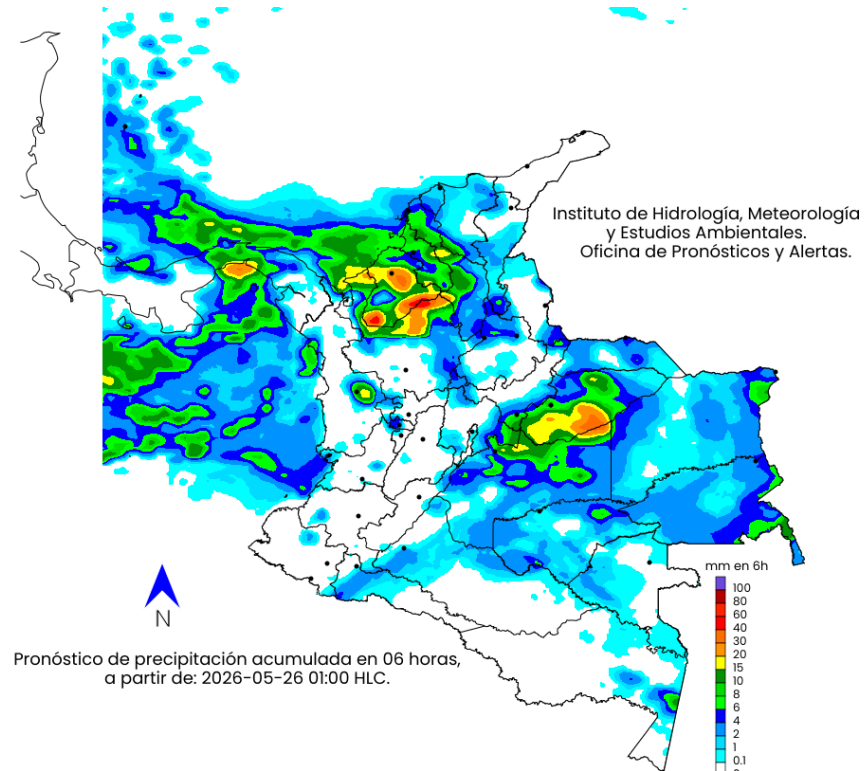 Instituto de Hidrología, Meteorología
y Estudios Ambientales.
Oficina de Pronósticos y Alertas.
N
Pronóstico de precipitación acumulada en 06 horas,
a partir de: 2026-05-26 01:00 HLC.
mm en 6h
100
80
60
40
30
20
15
10
8
6
4
2
1
0.1